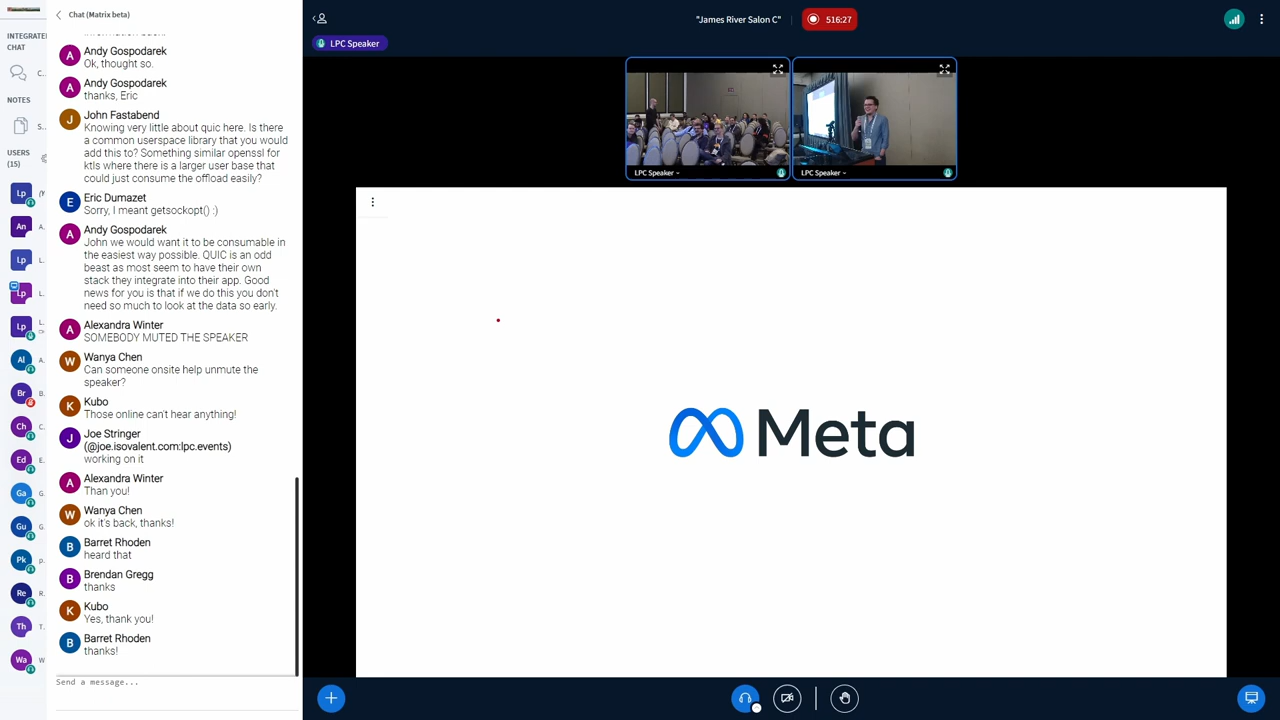 Chat (Matrix beta)
INTEGRATE
CHAT
C..
NOTES
S..
USERS
(15)
Andy Gospodarek
Ok, thought so.
Andy Gospodarek
thanks, Eric
John Fastabend
Knowing very little about quic here. Is there
a common userspace library that you would
add this to? Something similar openssl for
ktls where there is a larger user base that
could just consume the offload easily?
Eric Dumazet
Sorry, I meant getsockopt() :)
Andy Gospodarek
John we would want it to be consumable in
the easiest way possible. QUIC is an odd
beast as most seem to have their own
stack they integrate into their app. Good
news for you is that if we do this you don't
need so much to look at the data so early.
Alexandra Winter
SOMEBODY MUTED THE SPEAKER
Wanya Chen
Can someone onsite help unmute the
speaker?
Kubo
Those online can't hear anything!
Joe Stringer
(@joe.isovalent.com:lpc.events)
working on it
Alexandra Winter
Than you!
Wanya Chen
ok it's back, thanks!
Barret Rhoden
heard that
Brendan Gregg
thanks
Kubo
Yes, thank you!
Barret Rhoden
thanks!
Send a message...
LPC Speaker
"James River Salon C"
516:27
LPC Speaker
LPC Speaker
Meta